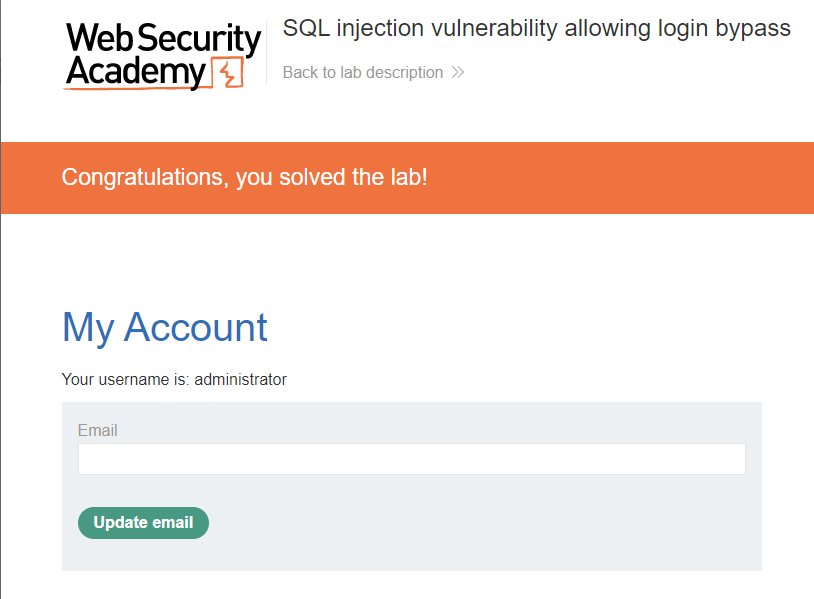 Web Security
Academy
SQL injection vulnerability allowing login bypass
Back to lab description
Congratulations, you solved the lab!
My Account
Your username is: administrator
Email
Update email